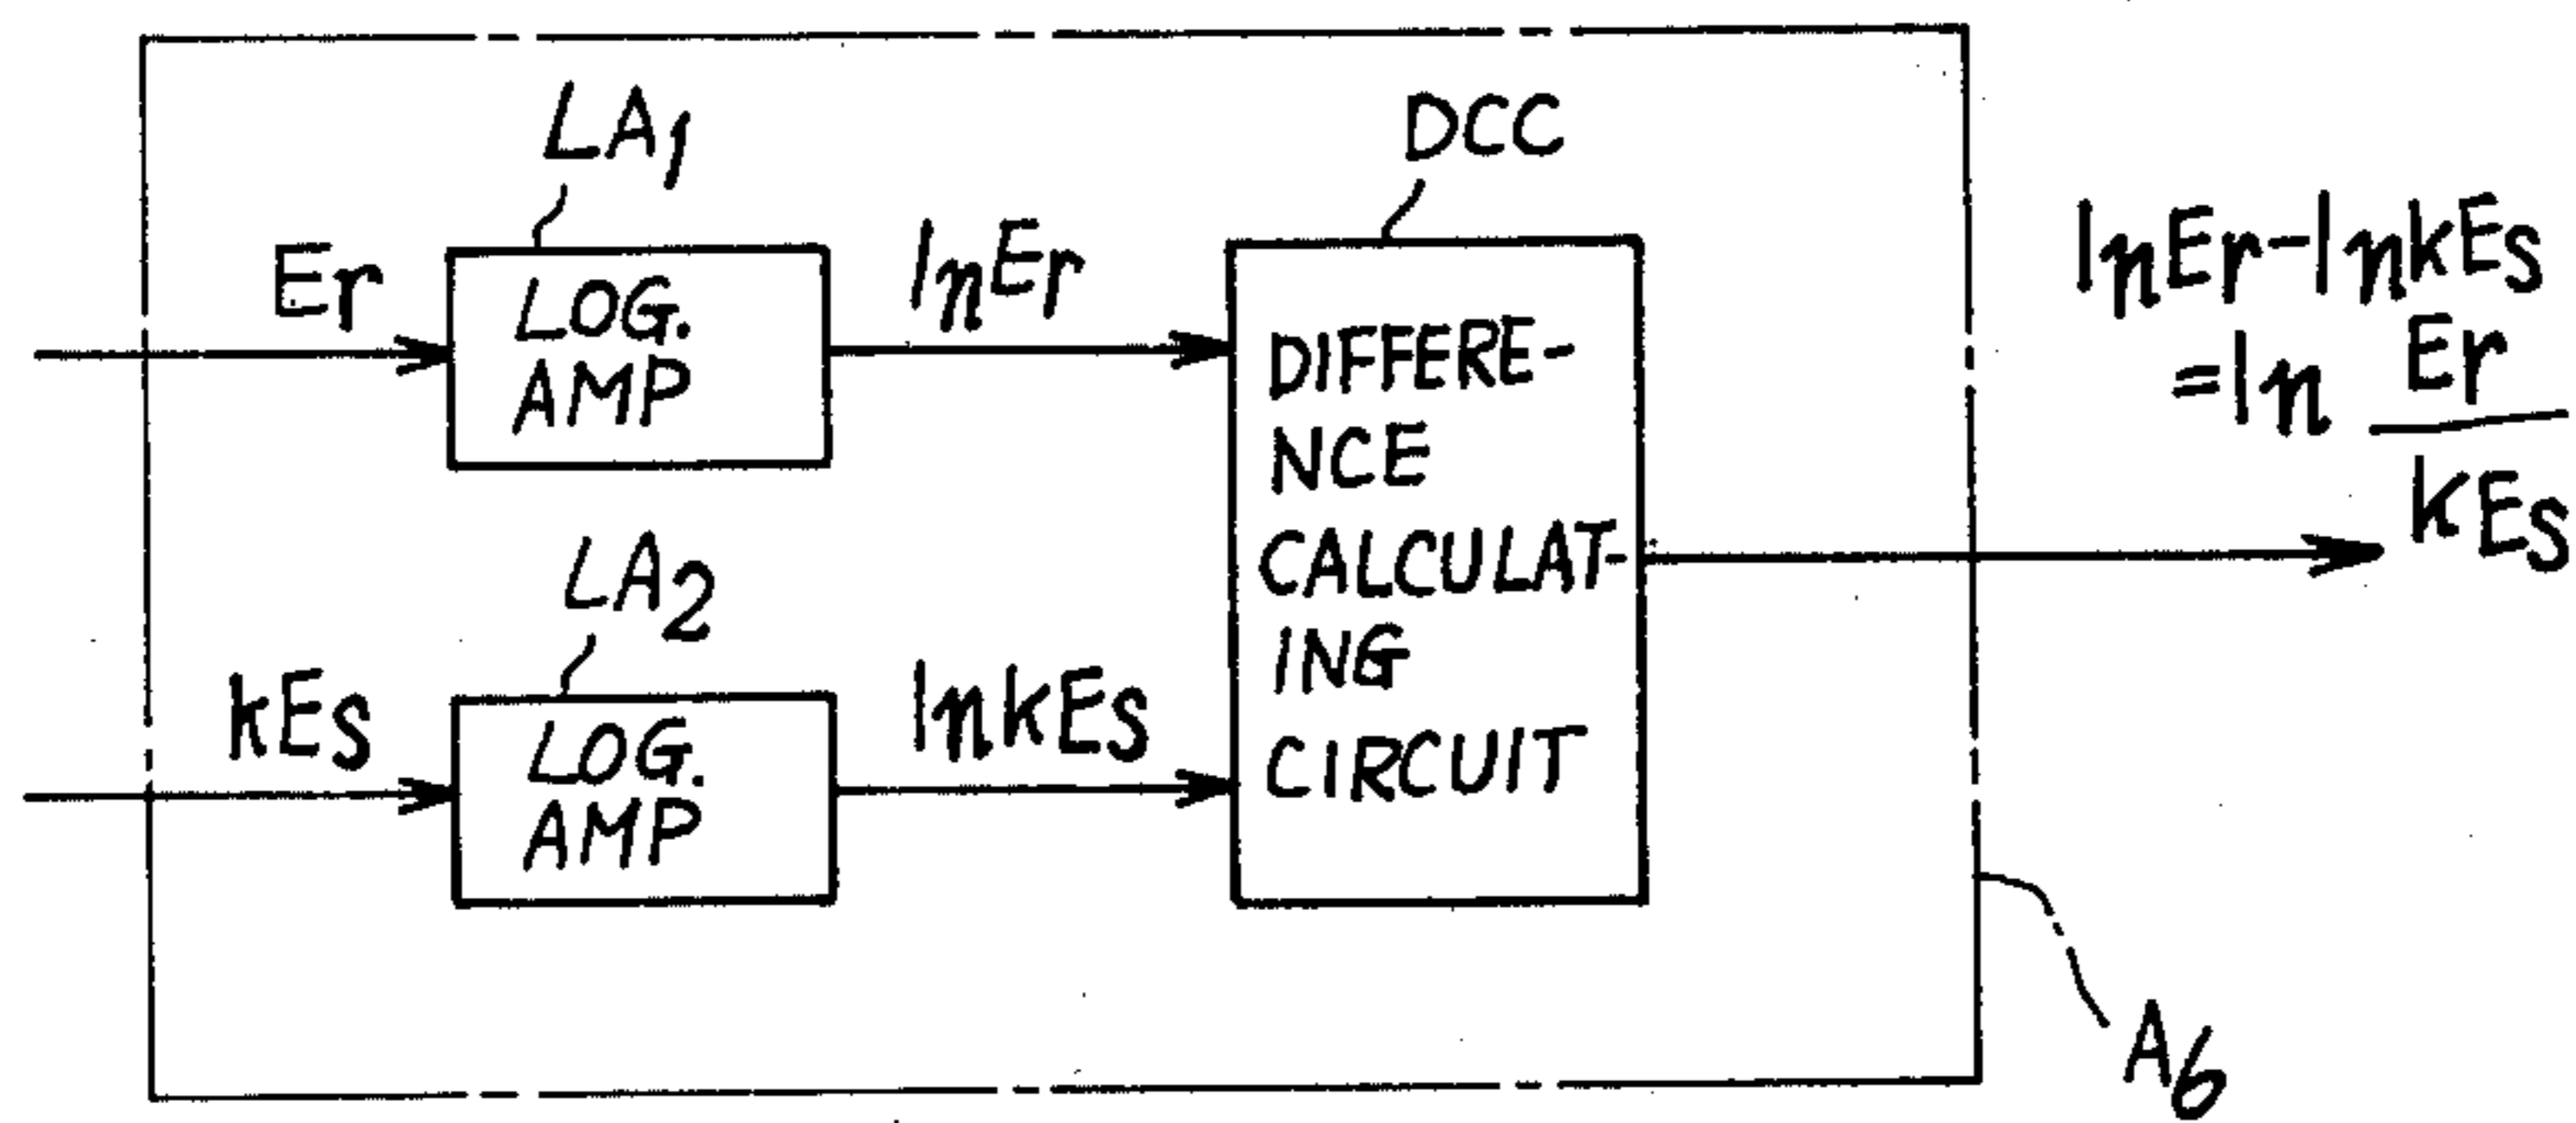 LA1
DCC
Er
LOG.
AMP
lnEr
DIFFERE-
NCE
CALCULAT-
ING
CIRCUIT
lnEr-lnkEs
=ln Er
kEs
LA2
kEs
LOG.
AMP
lnkEs
A6